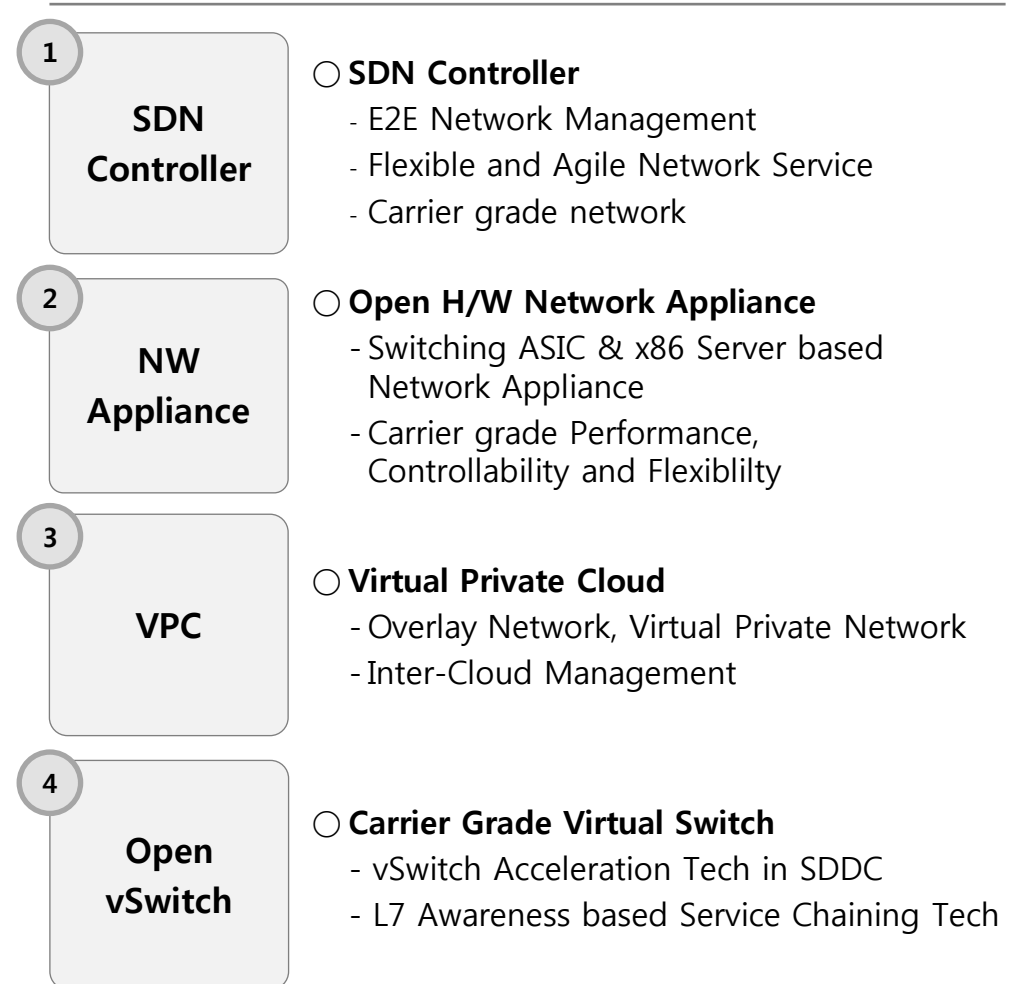 1
SDN
Controller
○ SDN Controller
- E2E Network Management
- Flexible and Agile Network Service
- Carrier grade network
2
NW
Appliance
○ Open H/W Network Appliance
- Switching ASIC & x86 Server based
Network Appliance
- Carrier grade Performance,
Controllability and Flexiblilty
3
VPC
○ Virtual Private Cloud
- Overlay Network, Virtual Private Network
- Inter-Cloud Management
4
Open
vSwitch
○ Carrier Grade Virtual Switch
- vSwitch Acceleration Tech in SDDC
- L7 Awareness based Service Chaining Tech